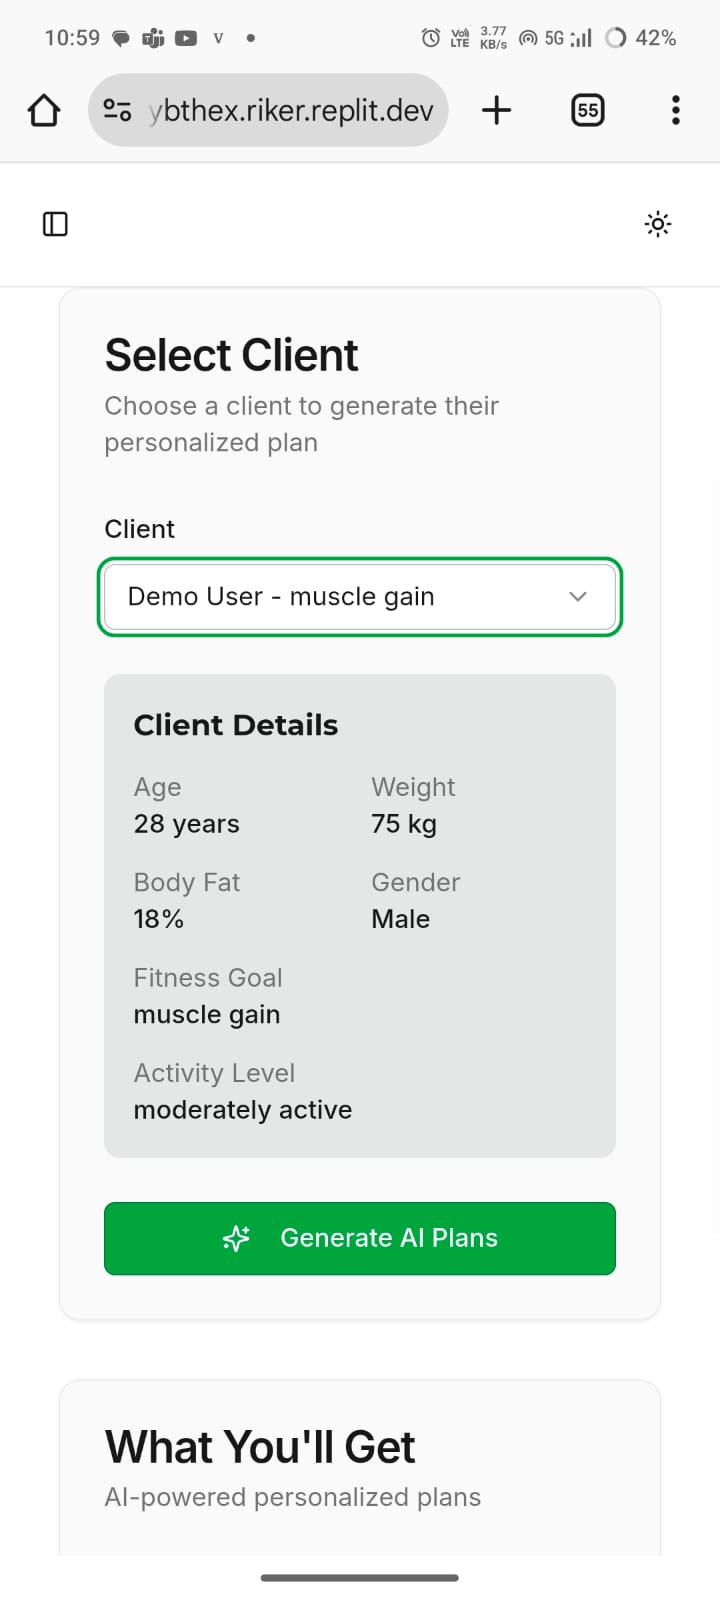 10:59 V 3.77 KB/s Vo) LTE 5G 42%
ybthex.riker.replit.dev 55
Select Client
Choose a client to generate their
personalized plan
Client
Demo User - muscle gain
Client Details
Age Weight
28 years 75 kg
Body Fat Gender
18% Male
Fitness Goal
muscle gain
Activity Level
moderately active
Generate AI Plans
What You'll Get
AI-powered personalized plans